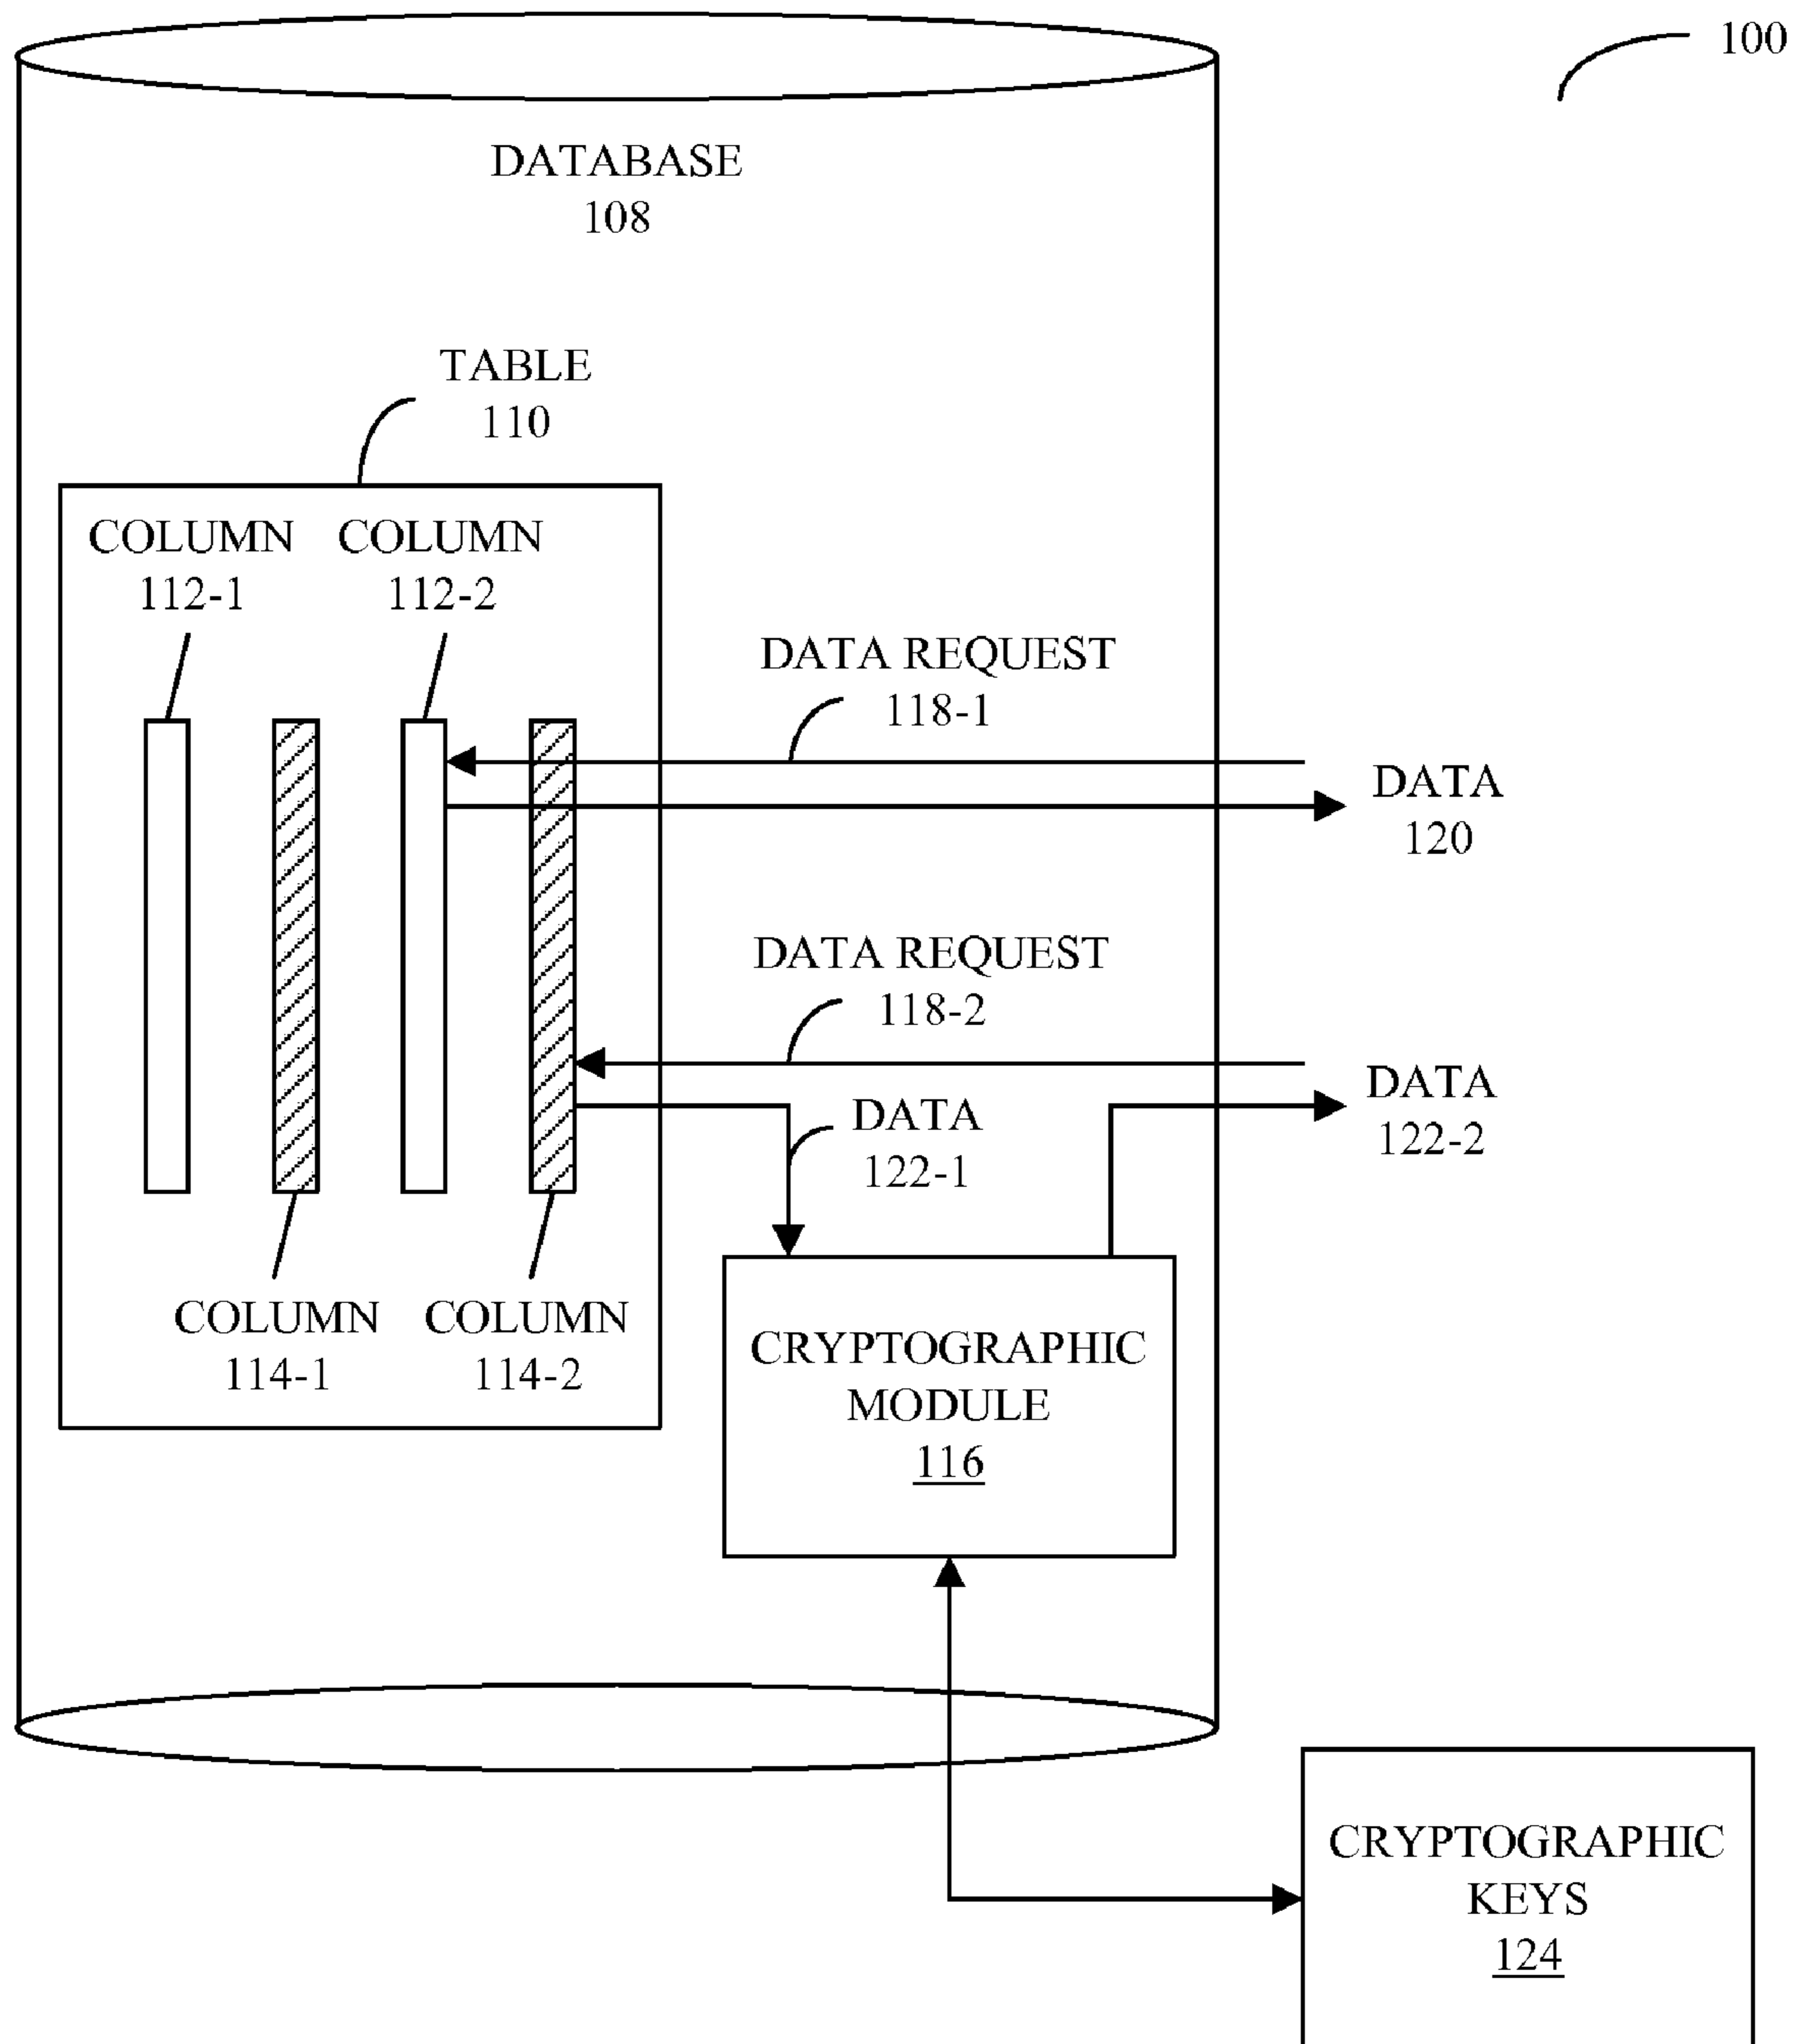 100
DATABASE
108
TABLE
110
COLUMN
112-1
COLUMN
112-2
DATA REQUEST
118-1
DATA
120
DATA REQUEST
118-2
DATA
122-1
DATA
122-2
COLUMN
114-1
COLUMN
114-2
CRYPTOGRAPHIC
MODULE
116
CRYPTOGRAPHIC
KEYS
124